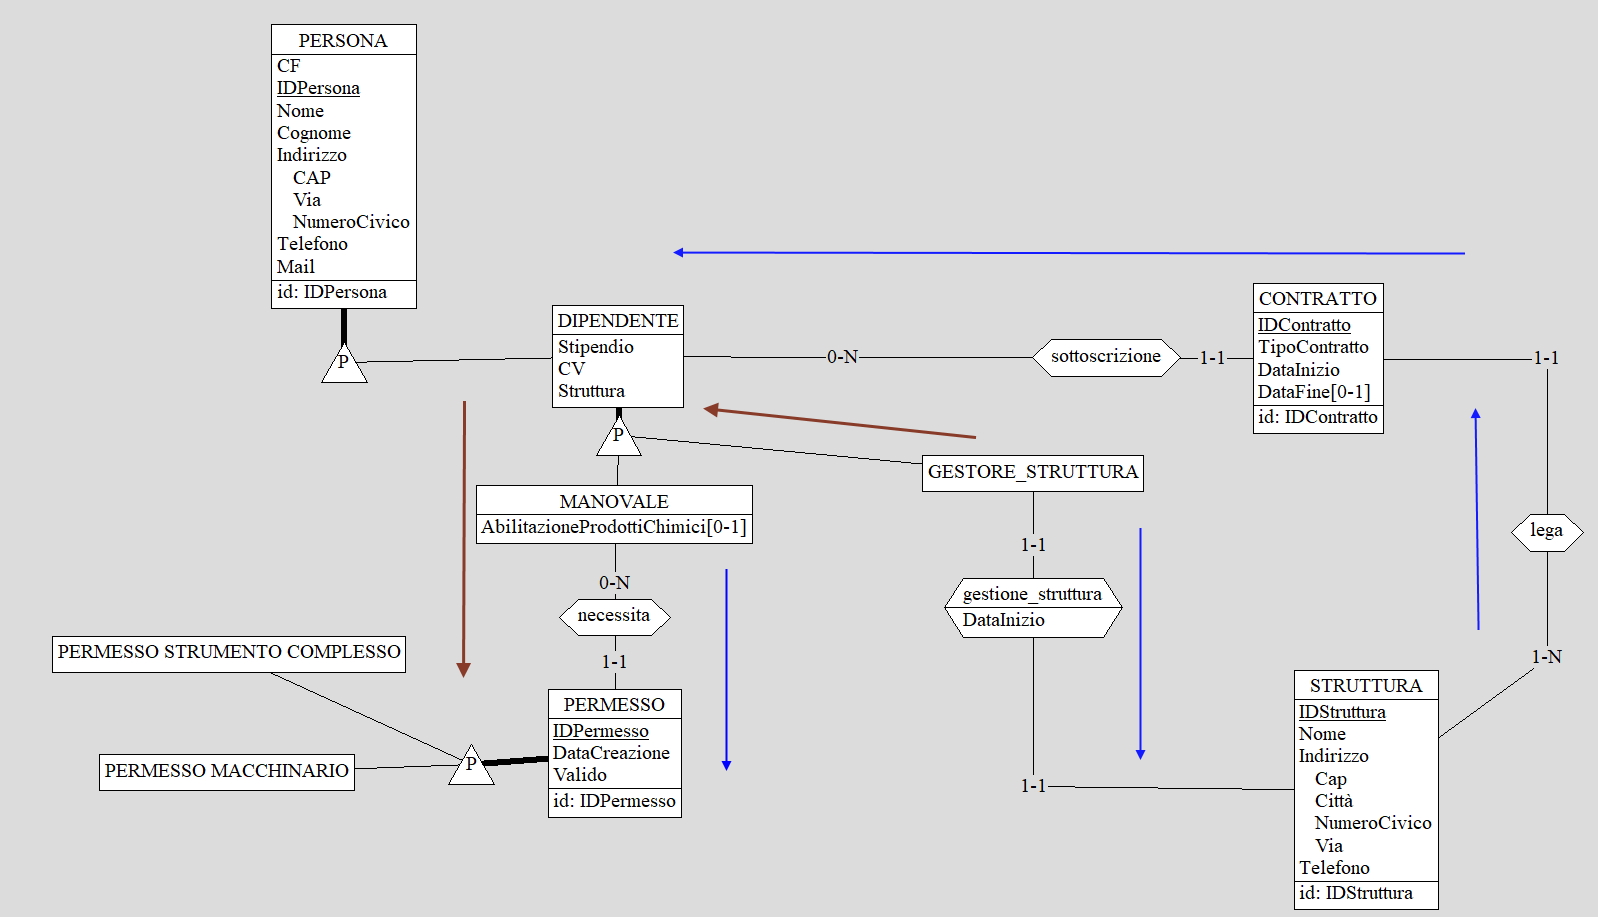 PERSONA
CF
IDPersona
Nome
Cognome
Indirizzo
CAP
Via
NumeroCivico
Telefono
Mail
id: IDPersona
P
DIPENDENTE
Stipendio
CV
Struttura
0-N
sottoscrizione
1-1
CONTRATTO
IDContratto
TipoContratto
DataInizio
DataFine[0-1]
id: IDContratto
1-1
P
GESTORE_STRUTTURA
MANOVALE
AbilitazioneProdottiChimici[0-1]
lega
1-1
0-N
necessita
gestione_struttura
DataInizio
1-1
1-N
PERMESSO STRUMENTO COMPLESSO
PERMESSO
IDPermesso
DataCreazione
Valido
id: IDPermesso
PERMESSO MACCHINARIO
P
1-1
STRUTTURA
IDStruttura
Nome
Indirizzo
Cap
Città
NumeroCivico
Via
Telefono
id: IDStruttura